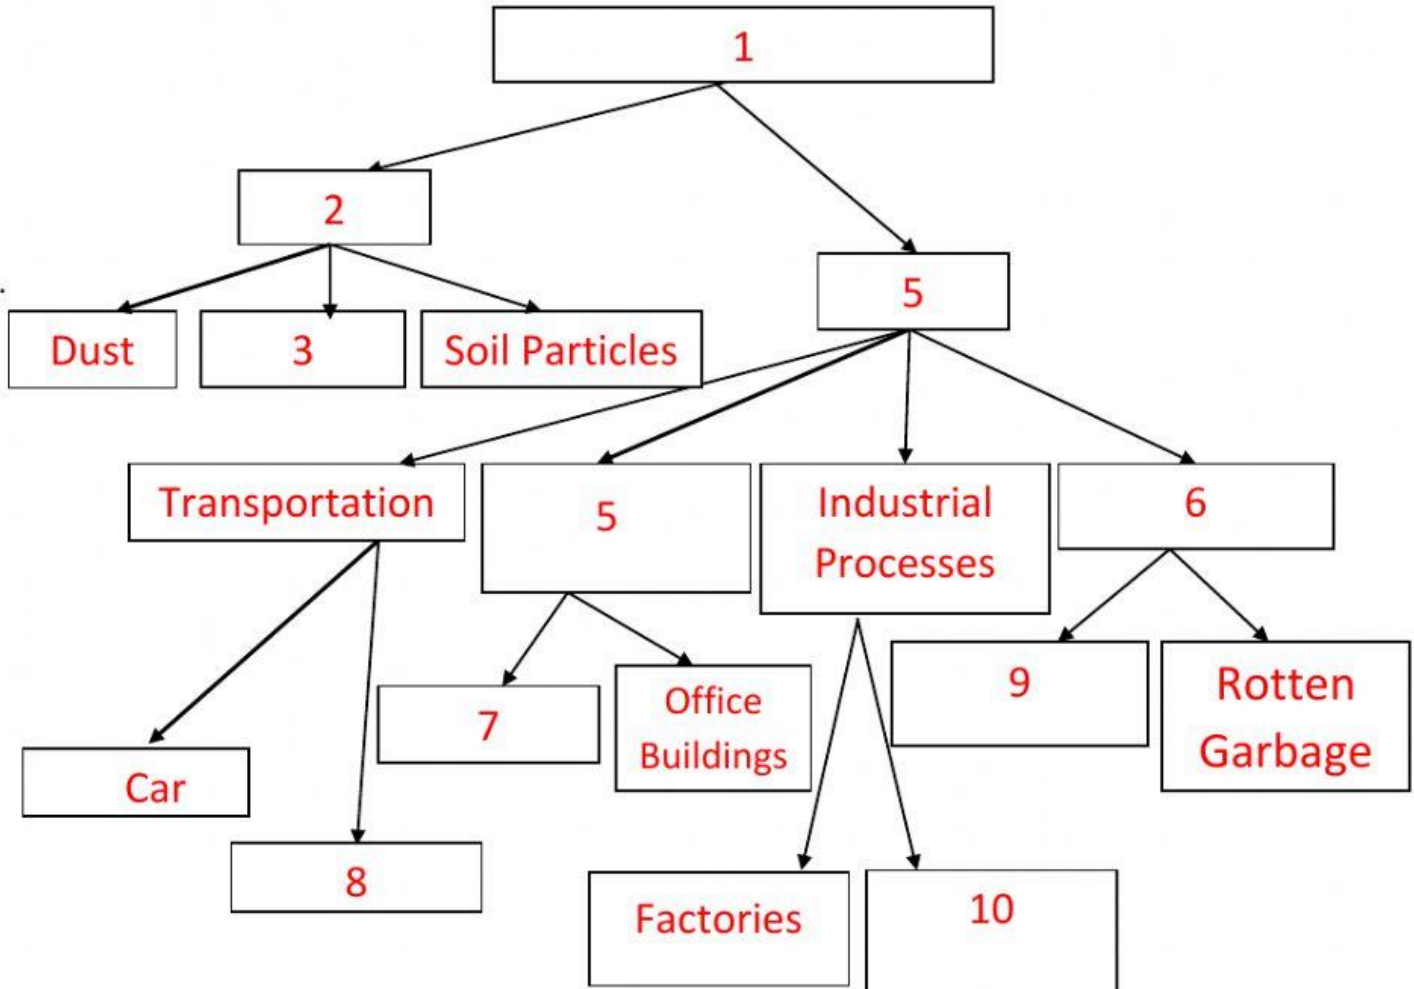 1
2
5
Dust
3
Soil Particles
Transportation
5
Industrial
Processes
6
7
Office
Buildings
9
Rotten
Garbage
Car
8
Factories
10